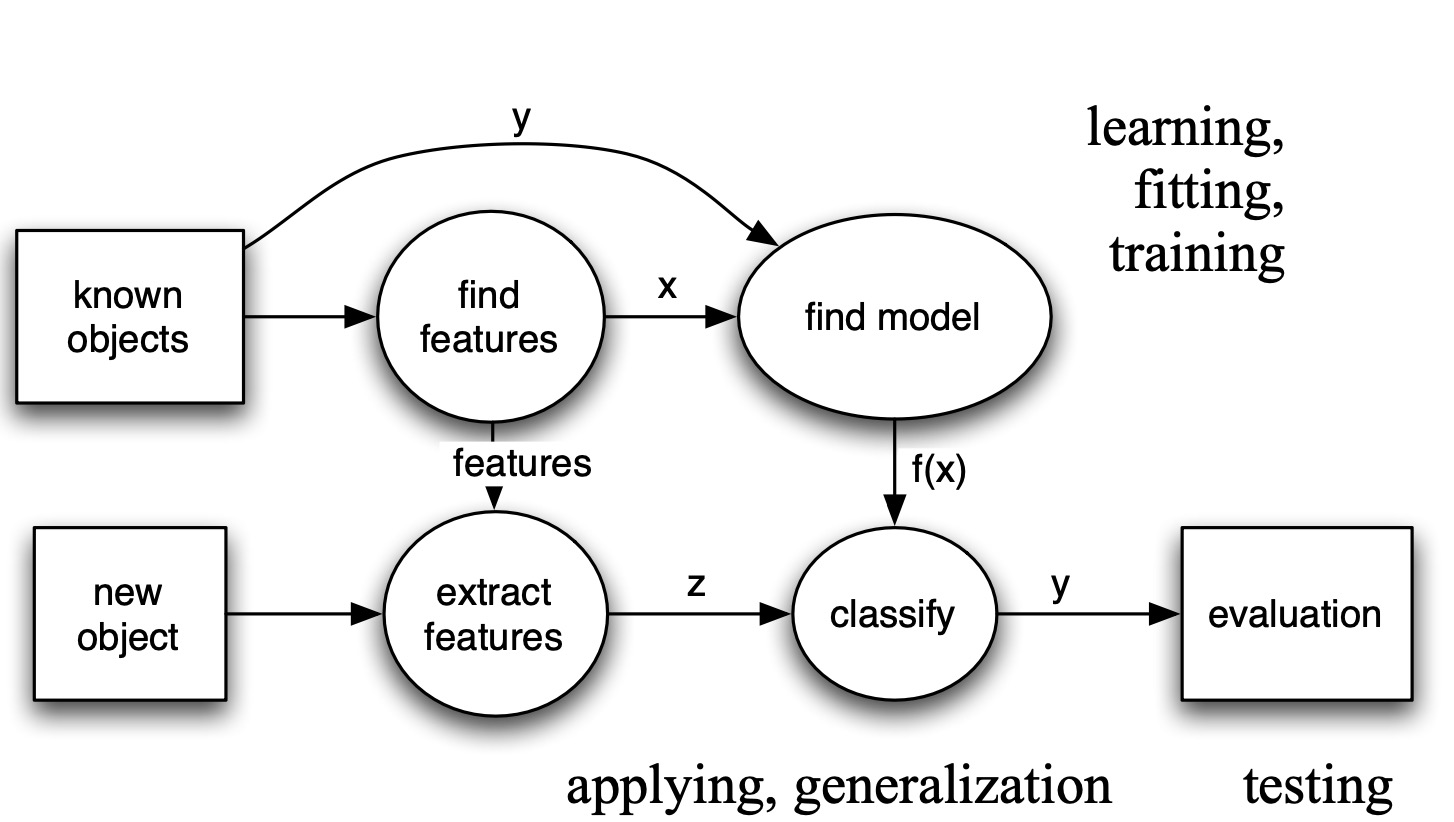 y
learning,
fitting,
training
known
objects
find
features
x
find model
features
f(x)
new
object
extract
features
z
classify
y
evaluation
applying, generalization
testing